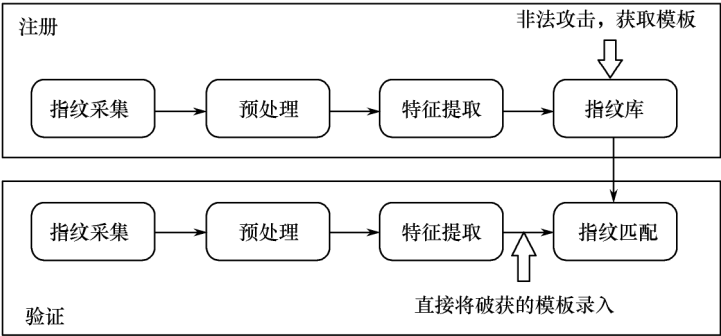 注册
非法攻击，获取模板
指纹采集
预处理
特征提取
指纹库
指纹采集
预处理
特征提取
指纹匹配
直接将破获的模板录入
验证